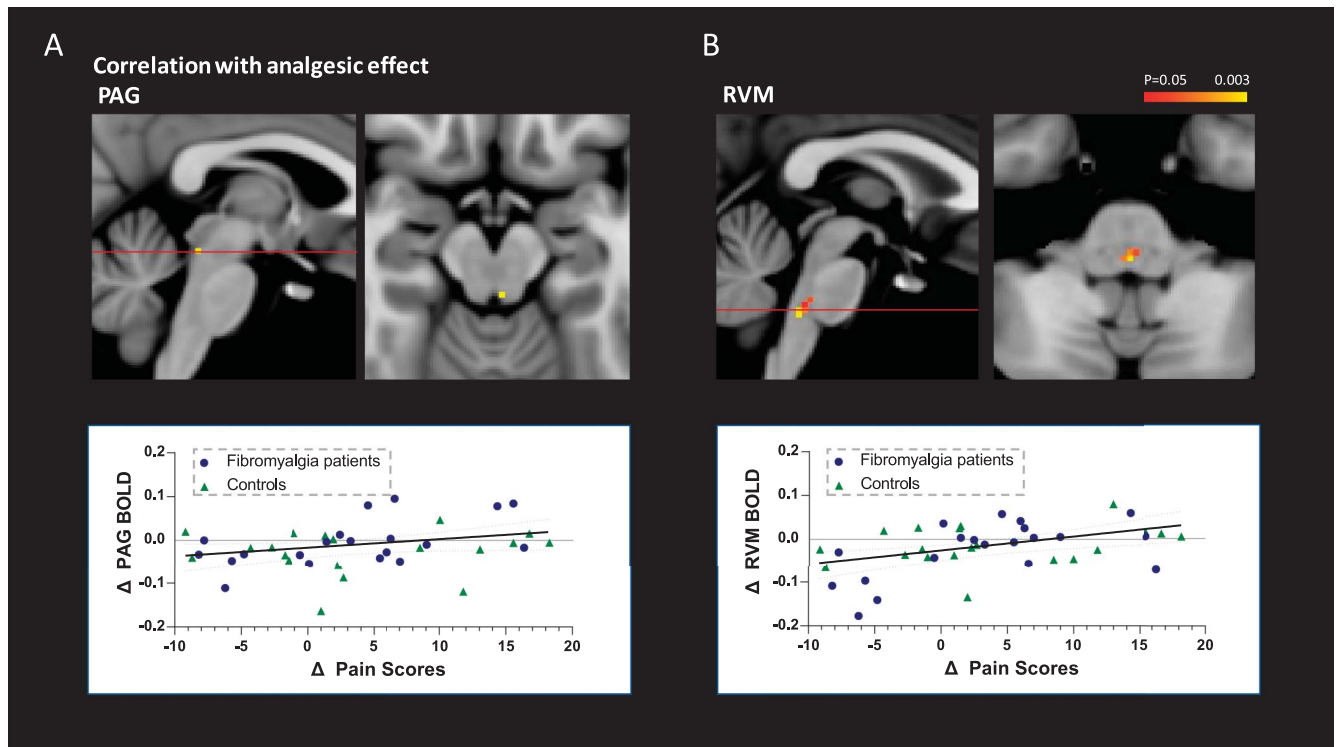 A
Correlation with analgesic effect
PAG
B
RVM
P=0.05 0.003
0.2
0.1
0.0
-0.1
-0.2
Δ PAG BOLD
Fibromyalgia patients
Controls
-10 -5 0 5 10 15 20
Δ Pain Scores
0.2
0.1
0.0
-0.1
-0.2
Δ RVM BOLD
Fibromyalgia patients
Controls
-10 -5 0 5 10 15 20
Δ Pain Scores